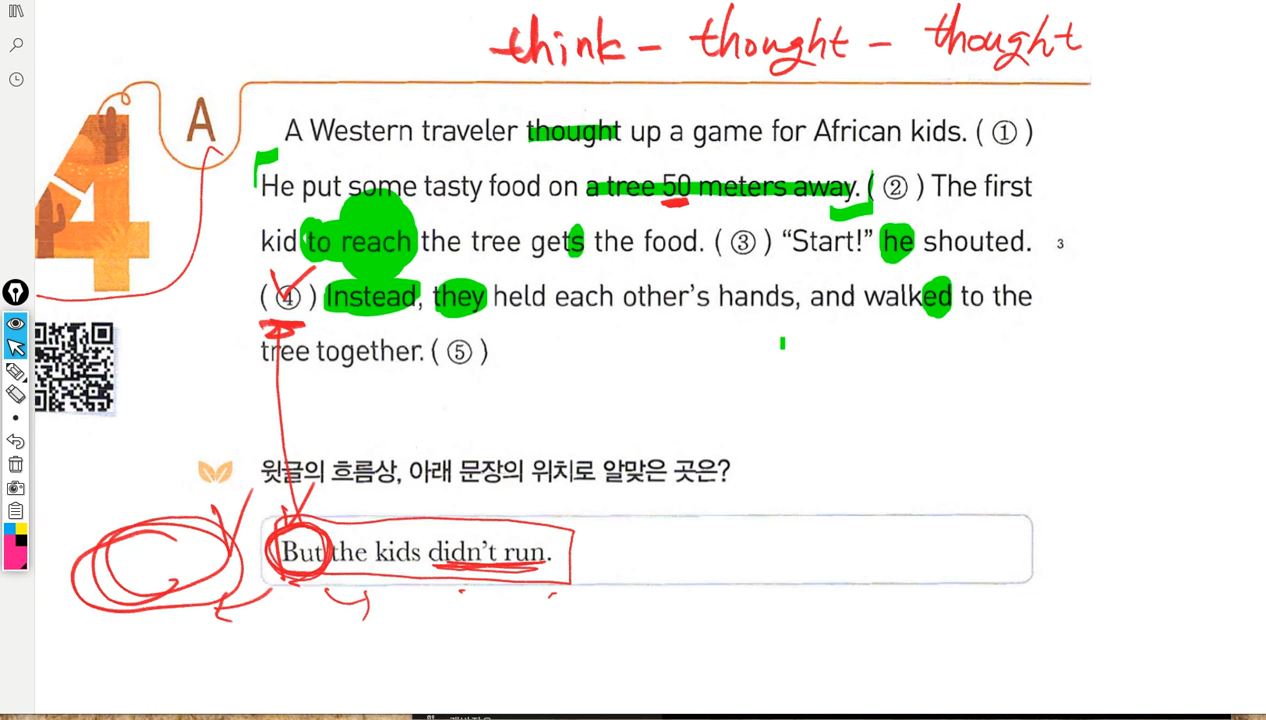 think - thought - thought
4
A
A Western traveler thought up a game for African kids. ( ① )
He put some tasty food on a tree 50 meters away. ( ② ) The first
kid to reach the tree gets the food. ( ③ ) “Start!” he shouted.
3
( ④ ) Instead, they held each other’s hands, and walked to the
tree together. ( ⑤ )
윗글의 흐름상, 아래 문장의 위치로 알맞은 곳은?
But the kids didn’t run.